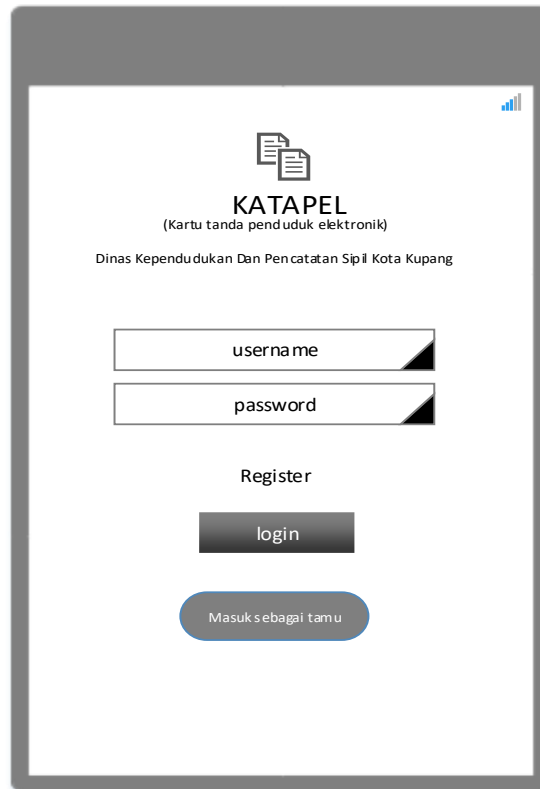 KATAPEL
(Kartu tanda penduduk elektronik)
Dinas Kependudukan Dan Pencatatan Sipil Kota Kupang
username
password
Register
login
Masuk sebagai tamu